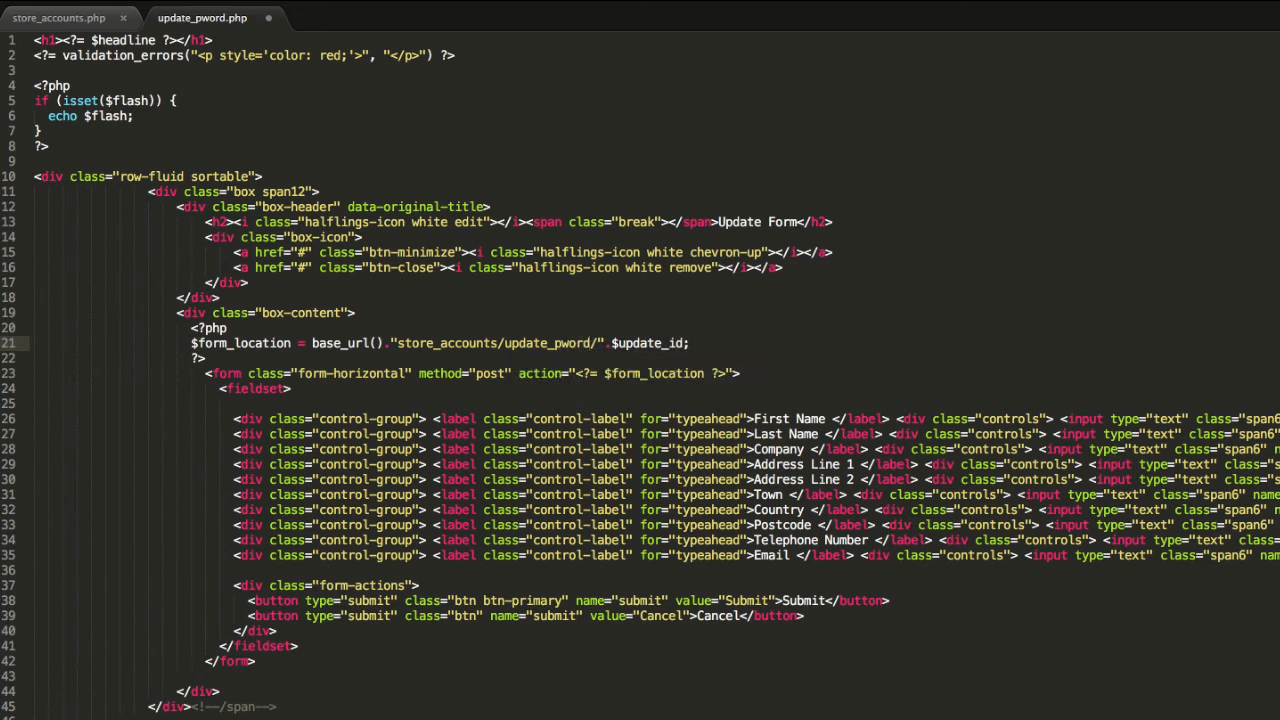 store_accounts.php × update_pword.php
1 <h1><?= $headline ?></h1>
2 <?= validation_errors("<p style='color: red;'>", "</p>") ?>
3
4 <?php
5 if (isset($flash)) {
6 echo $flash;
7 }
8 ?>
9
10 <div class="row-fluid sortable">
11 <div class="box span12">
12 <div class="box-header" data-original-title>
13 <h2><i class="halflings-icon white edit"></i><span class="break"></span>Update Form</h2>
14 <div class="box-icon">
15 <a href="#" class="btn-minimize"><i class="halflings-icon white chevron-up"></i></a>
16 <a href="#" class="btn-close"><i class="halflings-icon white remove"></i></a>
17 </div>
18 </div>
19 <div class="box-content">
20 <?php
21 $form_location = base_url()."store_accounts/update_pword/".$update_id;
22 ?>
23 <form class="form-horizontal" method="post" action="<?= $form_location ?>">
24 <fieldset>
25
26 <div class="control-group"> <label class="control-label" for="typeahead">First Name </label> <div class="controls"> <input type="text" class="span6
27 <div class="control-group"> <label class="control-label" for="typeahead">Last Name </label> <div class="controls"> <input type="text" class="span6"
28 <div class="control-group"> <label class="control-label" for="typeahead">Company </label> <div class="controls"> <input type="text" class="span6" n
29 <div class="control-group"> <label class="control-label" for="typeahead">Address Line 1 </label> <div class="controls"> <input type="text" class="s
30 <div class="control-group"> <label class="control-label" for="typeahead">Address Line 2 </label> <div class="controls"> <input type="text" class="s
31 <div class="control-group"> <label class="control-label" for="typeahead">Town </label> <div class="controls"> <input type="text" class="span6" name
32 <div class="control-group"> <label class="control-label" for="typeahead">Country </label> <div class="controls"> <input type="text" class="span6" n
33 <div class="control-group"> <label class="control-label" for="typeahead">Postcode </label> <div class="controls"> <input type="text" class="span6"
34 <div class="control-group"> <label class="control-label" for="typeahead">Telephone Number </label> <div class="controls"> <input type="text" class=
35 <div class="control-group"> <label class="control-label" for="typeahead">Email </label> <div class="controls"> <input type="text" class="span6" nam
36
37 <div class="form-actions">
38 <button type="submit" class="btn btn-primary" name="submit" value="Submit">Submit</button>
39 <button type="submit" class="btn" name="submit" value="Cancel">Cancel</button>
40 </div>
41 </fieldset>
42 </form>
43
44 </div>
45 </div><!--/span-->